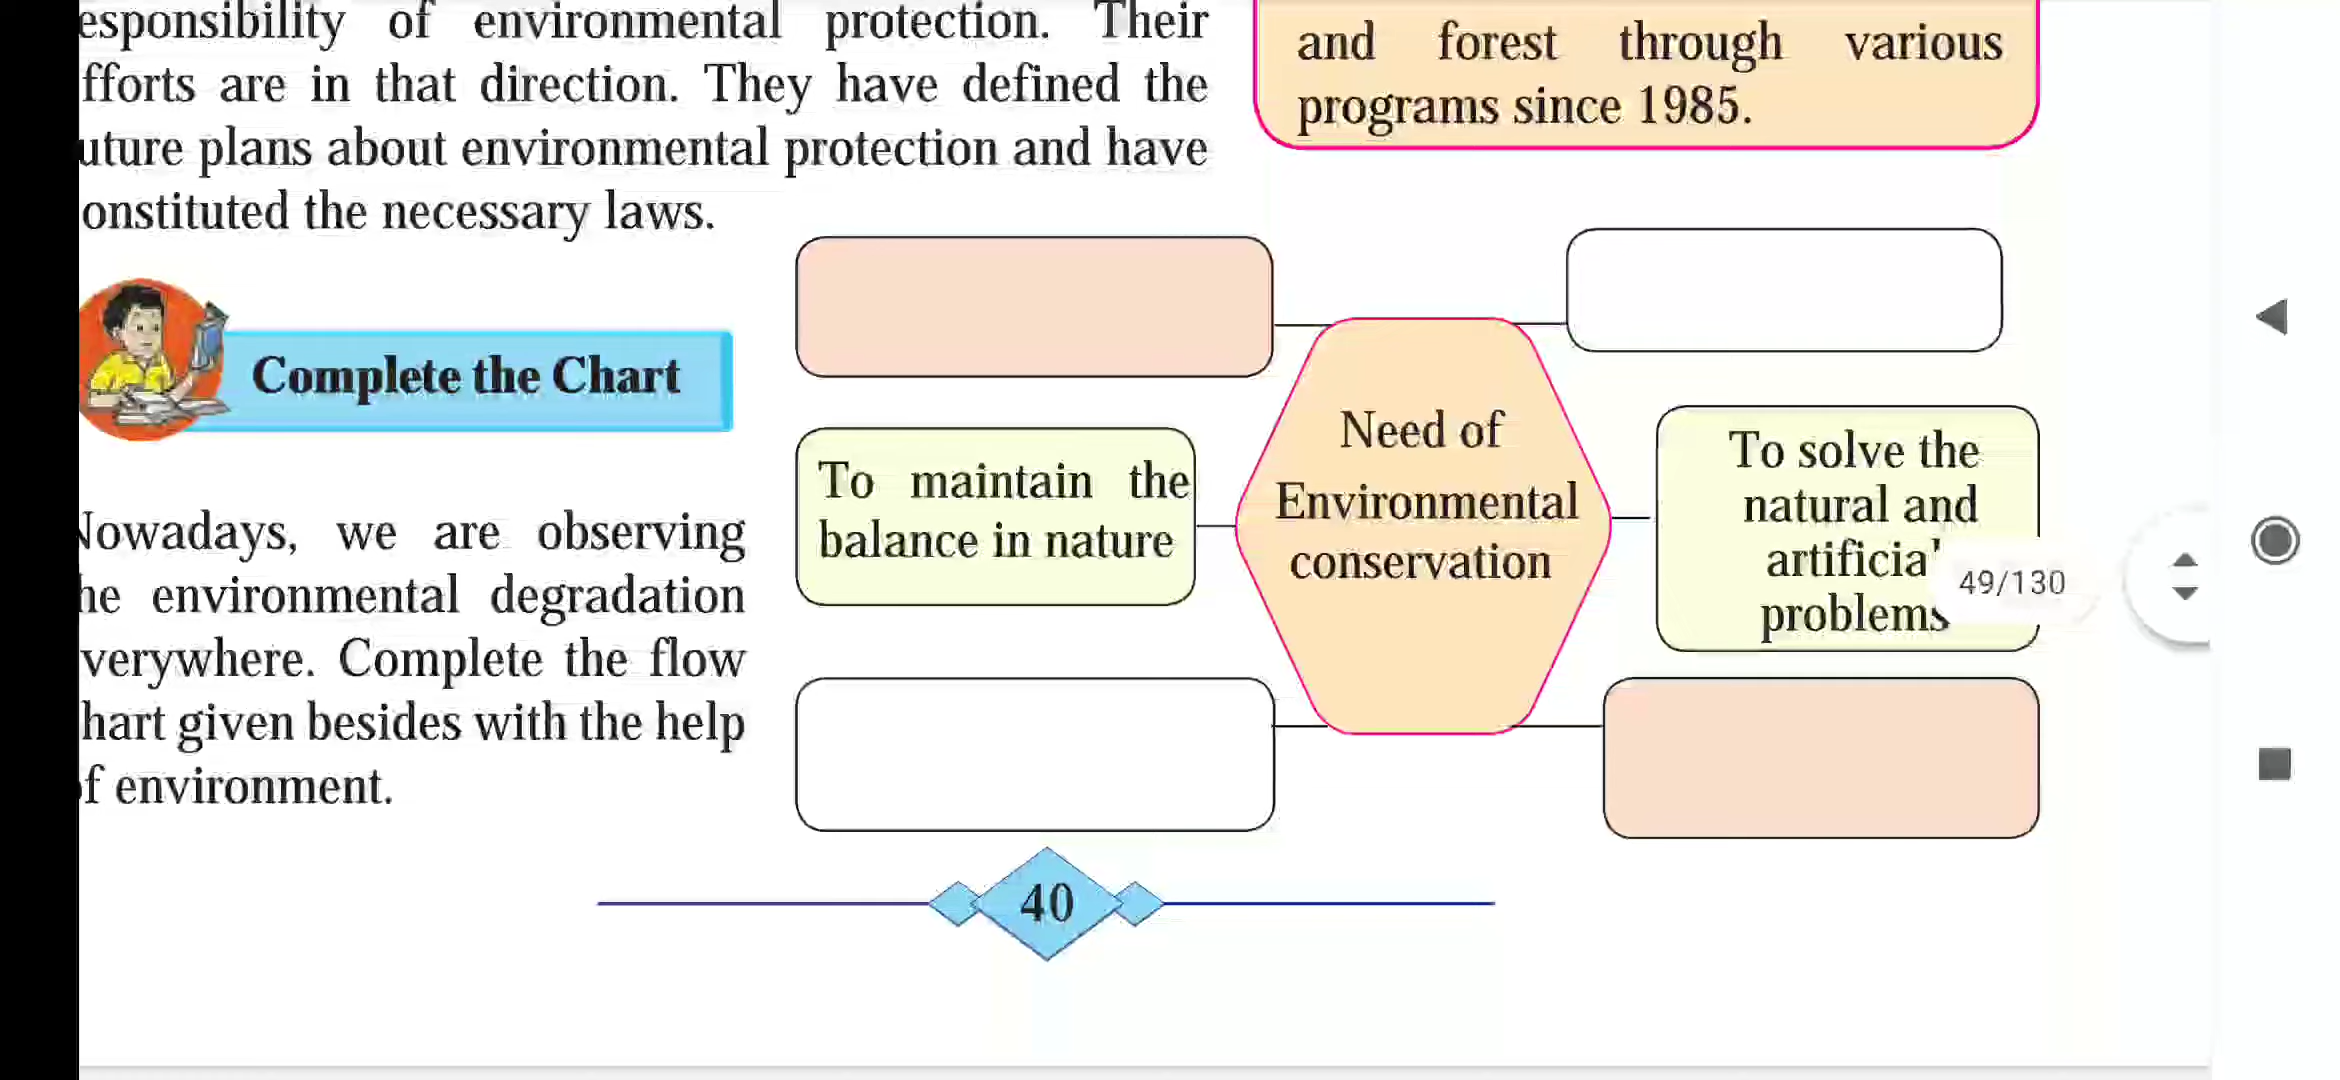 esponsibility of environmental protection. Their
fforts are in that direction. They have defined the
uture plans about environmental protection and have
onstituted the necessary laws.
and forest through various
programs since 1985.
Complete the Chart
Nowadays, we are observing
he environmental degradation
verywhere. Complete the flow
hart given besides with the help
f environment.
To maintain the
balance in nature
Need of
Environmental
conservation
To solve the
natural and
artificial
problems
49/130
40